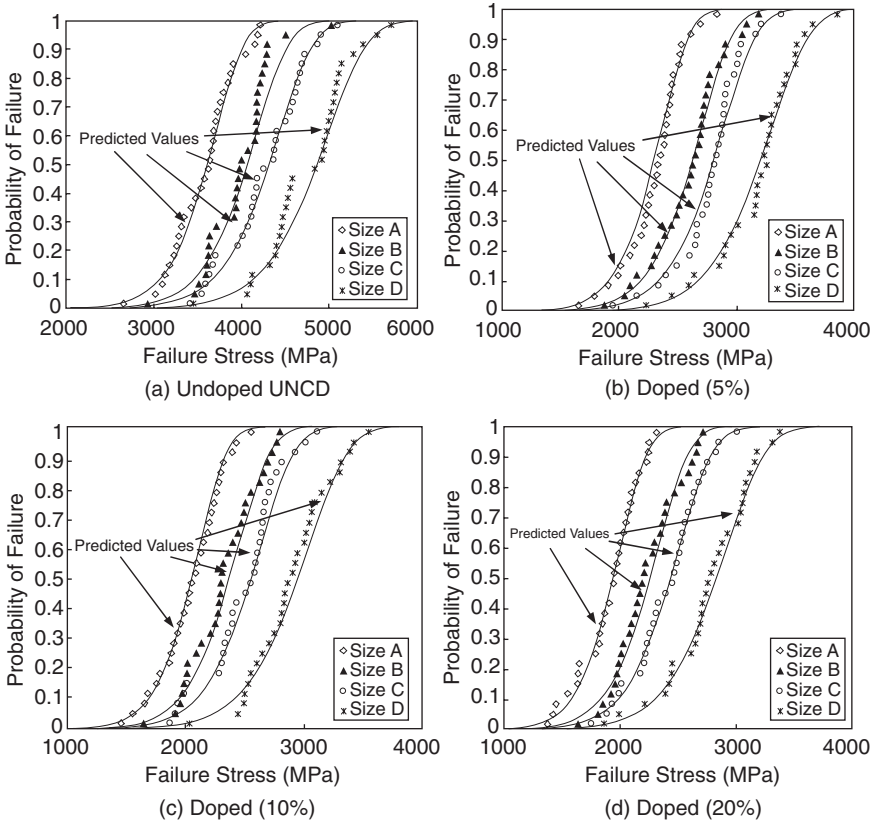 1
0.9
0.8
0.7
0.6
0.5
0.4
0.3
0.2
0.1
0
Probability of Failure
Predicted Values
Size A
Size B
Size C
Size D
2000 3000 4000 5000 6000
Failure Stress (MPa)
(a) Undoped UNCD
1
0.9
0.8
0.7
0.6
0.5
0.4
0.3
0.2
0.1
0
Probability of Failure
Predicted Values
Size A
Size B
Size C
Size D
1000 2000 3000 4000
Failure Stress (MPa)
(b) Doped (5%)
1
0.9
0.8
0.7
0.6
0.5
0.4
0.3
0.2
0.1
0
Probability of Failure
Predicted Values
Size A
Size B
Size C
Size D
1000 2000 3000 4000
Failure Stress (MPa)
(c) Doped (10%)
1
0.9
0.8
0.7
0.6
0.5
0.4
0.3
0.2
0.1
0
Probability of Failure
Predicted Values
Size A
Size B
Size C
Size D
1000 2000 3000 4000
Failure Stress (MPa)
(d) Doped (20%)